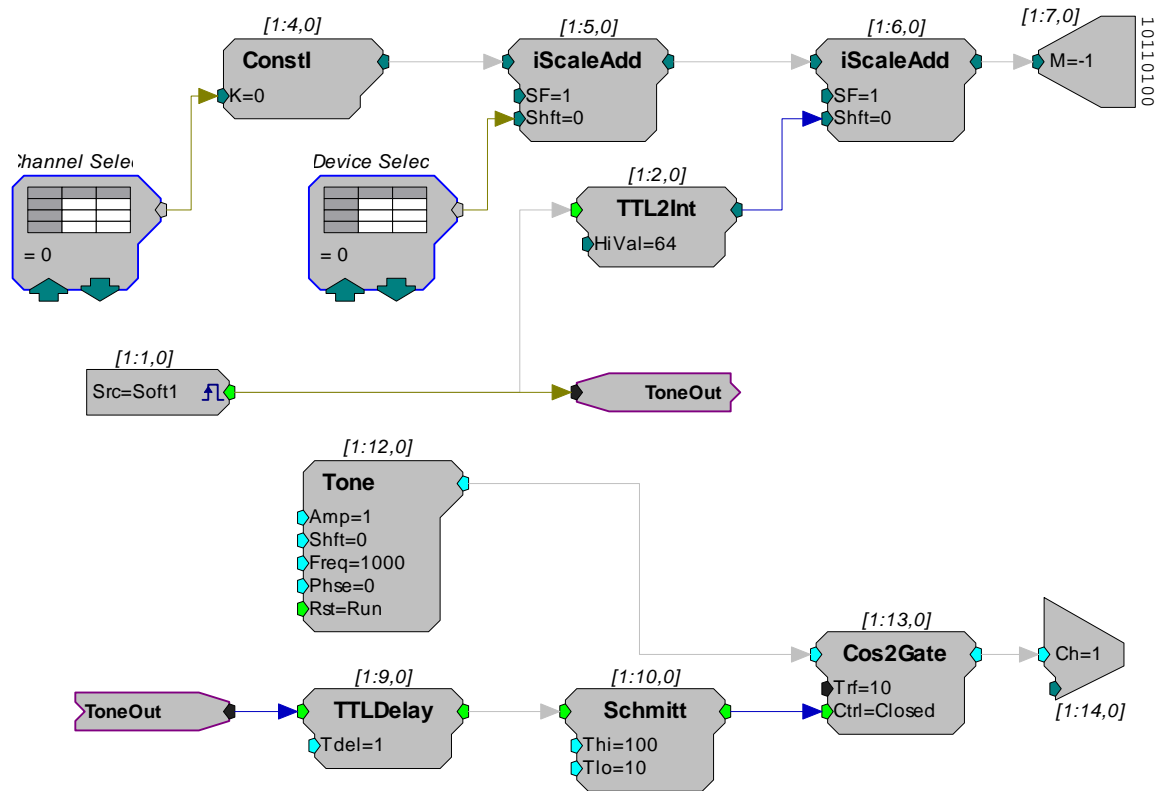 [1:4,0]
[1:5,0]
[1:6,0]
[1:7,0]
ConstI
K=0
iScaleAdd
SF=1
Shft=0
iScaleAdd
SF=1
Shft=0
M=-1
10110100
hannel Selec
= 0
Device Selec
= 0
[1:2,0]
TTL2Int
HiVal=64
[1:1,0]
Src=Soft1
ToneOut
[1:12,0]
Tone
Amp=1
Shft=0
Freq=1000
Phse=0
Rst=Run
[1:13,0]
Cos2Gate
Trf=10
Ctrl=Closed
Ch=1
[1:14,0]
ToneOut
[1:9,0]
TTLDelay
Tdel=1
[1:10,0]
Schmitt
Thi=100
Tlo=10